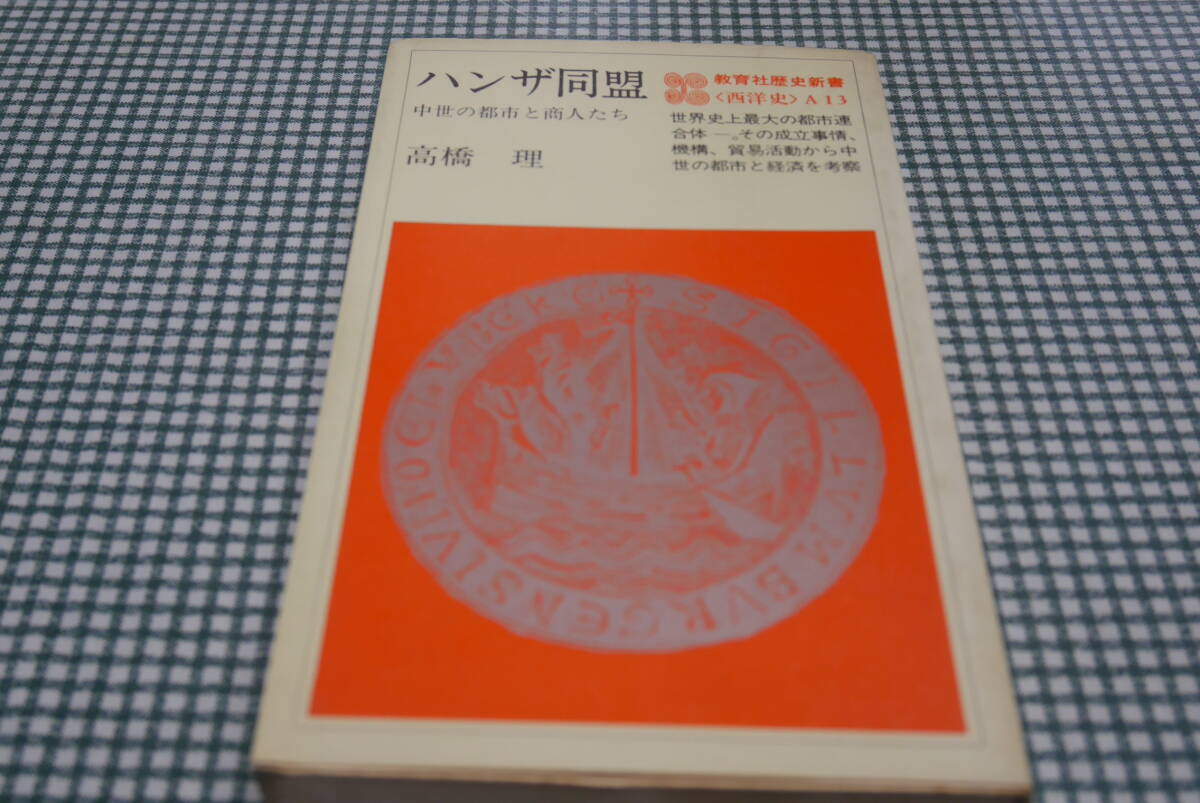 ハンザ同盟
中世の都市と商人たち
高橋 理
教育社歴史新書
〈西洋史〉A13
世界史上最大の都市連
合体―。その成立事情、
機構、貿易活動から中
世の都市と経済を考察
SIGILLVM BVRGENSIVM